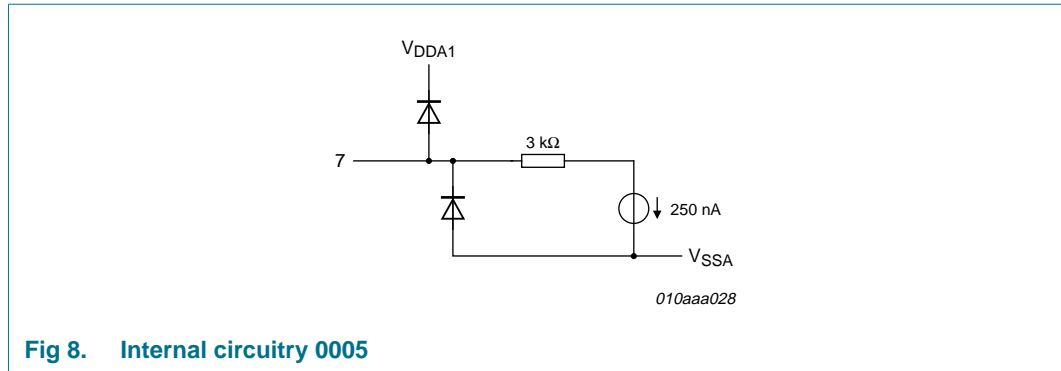 VDDA1
3 kΩ
7
250 nA
VSSA
010aaa028
Fig 8. Internal circuitry 0005